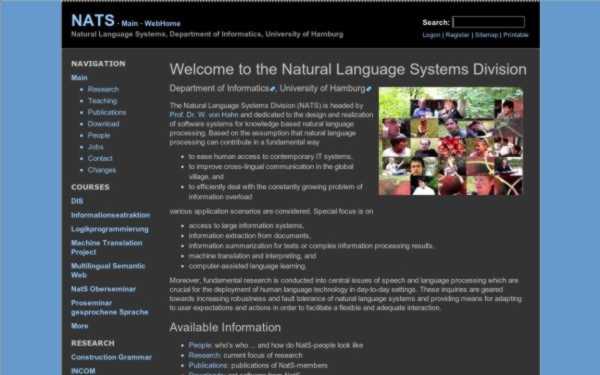 NATS - Main - WebHome
Natural Language Systems, Department of Informatics, University of Hamburg
Search:
Logon | Register | Sitemap | Printable
NAVIGATION
Main
Research
Teaching
Publications
Download
People
Jobs
Contact
Changes
COURSES
DIS
Informationseatraktion
Logikprogrammierung
Machine Translation
Project
Multilingual Semantic
Web
NatS Oberseminar
Proseminar
gesprochene Sprache
More
RESEARCH
Construction Grammar
INCOM
Welcome to the Natural Language Systems Division
Department of Informatics, University of Hamburg
The Natural Language Systems Division (NATS) is headed by
Prof. Dr. W. von Hahn and dedicated to the design and realization
of software systems for knowledge based natural language
processing. Based on the assumption that natural language
processing can contribute in a fundamental way
to ease human access to contemporary IT systems,
to improve cross-lingual communication in the global
village, and
to efficiently deal with the constantly growing problem of
information overload
various application scenarios are considered. Special focus is on
access to large information systems,
information extraction from documents,
information summarization for texts or complex information processing results,
machine translation and interpreting, and
computer-assisted language learning.
Moreover, fundamental research is conducted into central issues of speech and language processing which are
crucial for the deployment of human language technology in day-to-day settings. These inquiries are geared
towards increasing robustness and fault tolerance of natural language systems and providing means for adapting
to user expectations and actions in order to facilitate a flexible and adequate interaction.
Available Information
People: who's who ... and how do NatS-people look like
Research: current focus of research
Publications: publications of NatS-members